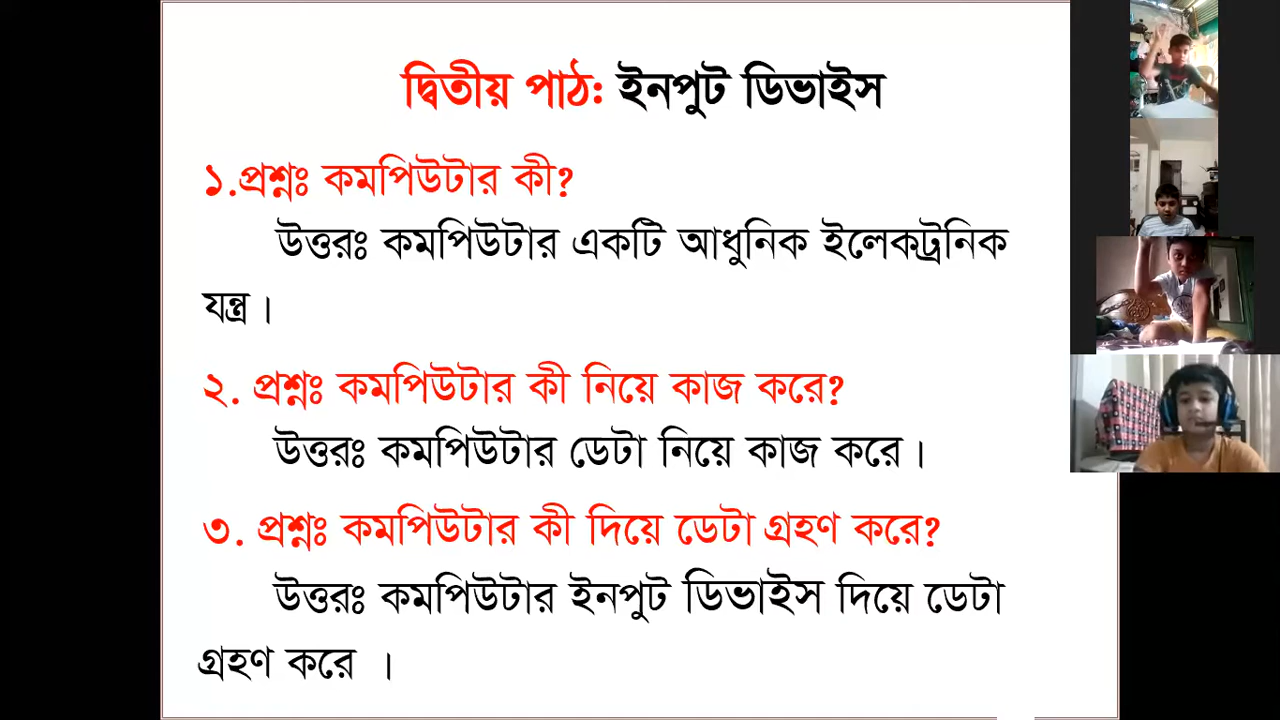 দ্বিতীয় পাঠ: ইনপুট ডিভাইস
১.প্রশ্নঃ কমপিউটার কী?
উত্তরঃ কমপিউটার একটি আধুনিক ইলেকট্রনিক
যন্ত্র।
২. প্রশ্নঃ কমপিউটার কী নিয়ে কাজ করে?
উত্তরঃ কমপিউটার ডেটা নিয়ে কাজ করে।
৩. প্রশ্নঃ কমপিউটার কী দিয়ে ডেটা গ্রহণ করে?
উত্তরঃ কমপিউটার ইনপুট ডিভাইস দিয়ে ডেটা
গ্রহণ করে ।